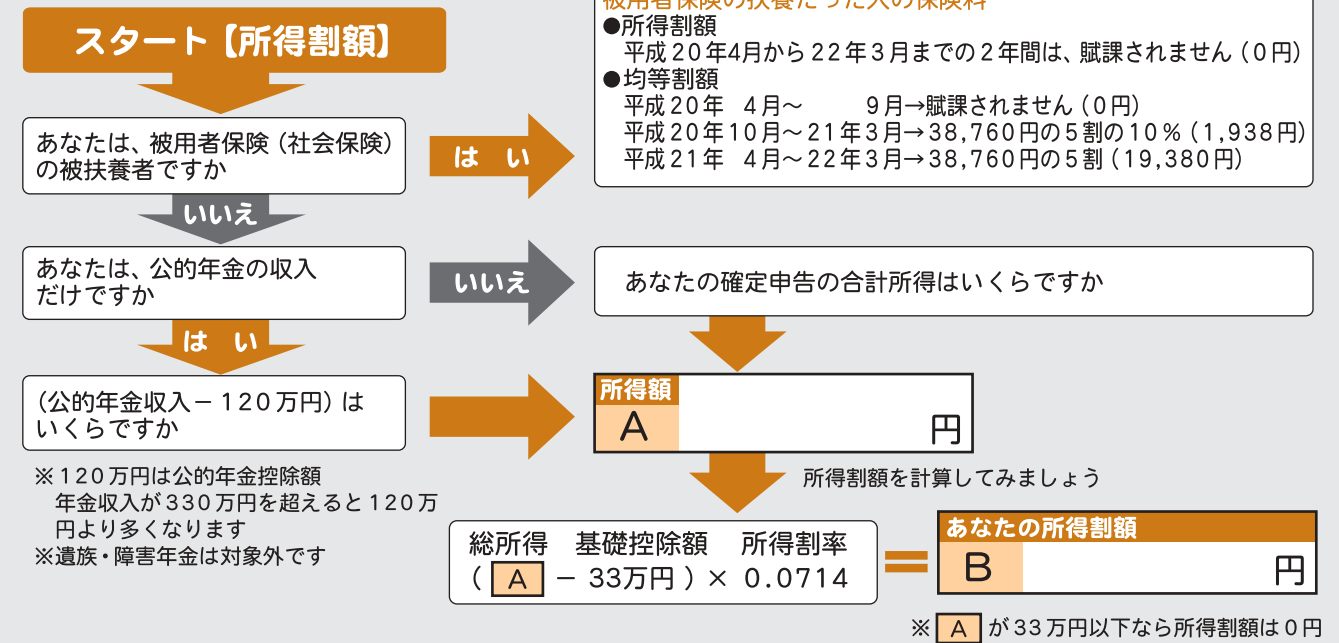 スタート【所得割額】
被用者保険の扶養だった人の保険料
●所得割額
平成20年4月から22年3月までの2年間は、賦課されません（0円）
●均等割額
平成20年 4月～ 9月→賦課されません（0円）
平成20年10月～21年3月→38,760円の5割の10％（1,938円）
平成21年 4月～22年3月→38,760円の5割（19,380円）
あなたは、被用者保険（社会保険）
の被扶養者ですか
は い
いいえ
あなたは、公的年金の収入
だけですか
いいえ
あなたの確定申告の合計所得はいくらですか
は い
（公的年金収入－120万円）は
いくらですか
所得額
A 円
※120万円は公的年金控除額
年金収入が330万円を超えると120万
円より多くなります
※遺族・障害年金は対象外です
所得割額を計算してみましょう
総所得 基礎控除額 所得割率
（ A － 33万円 ）× 0.0714
＝
あなたの所得割額
B 円
※ A が33万円以下なら所得割額は0円